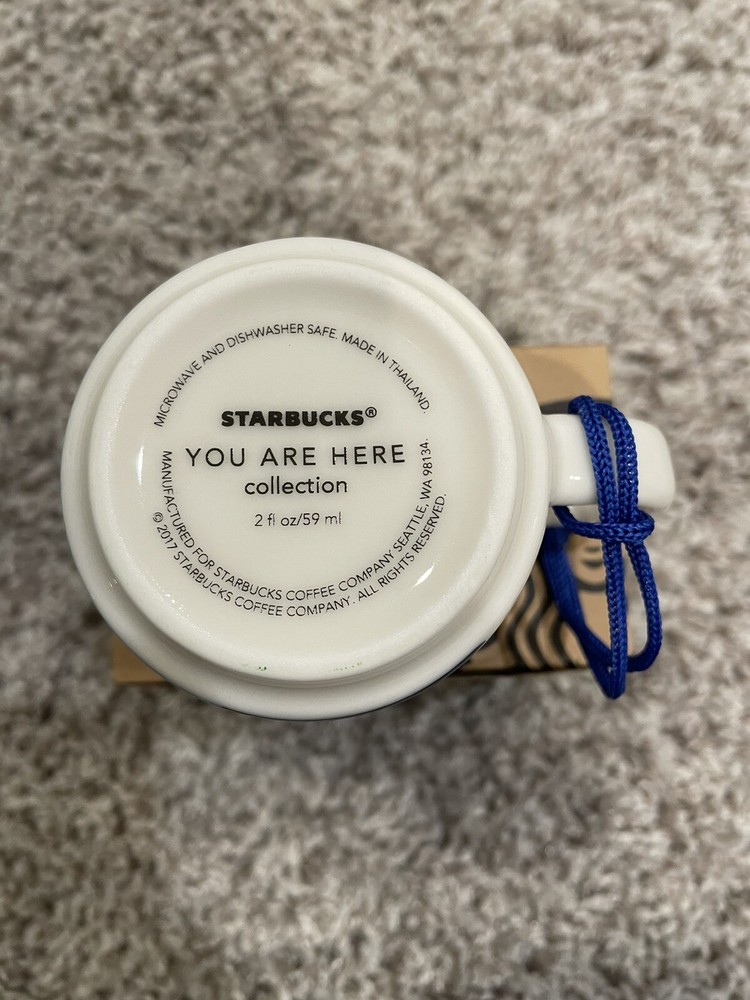 MICROWAVE AND DISHWASHER SAFE. MADE IN THAILAND.
STARBUCKS®
YOU ARE HERE
collection
2 fl oz/59 ml
MANUFACTURED FOR STARBUCKS COFFEE COMPANY SEATTLE, WA 98134.
© 2017 STARBUCKS COFFEE COMPANY. ALL RIGHTS RESERVED.